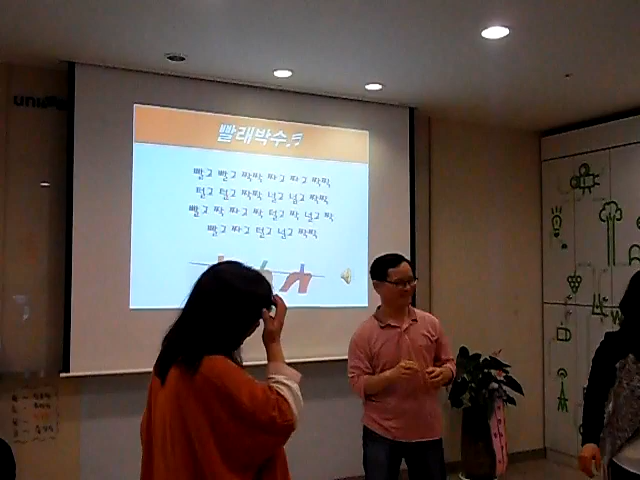 빨래박수♬
빨고 빨고 짝짝 짜고 짜고 짝짝
털고 털고 짝짝 널고 널고 짝짝
빨고 짝 짜고 짝 털고 짝 널고 짝
빨고 짜고 털고 널고 짝짝